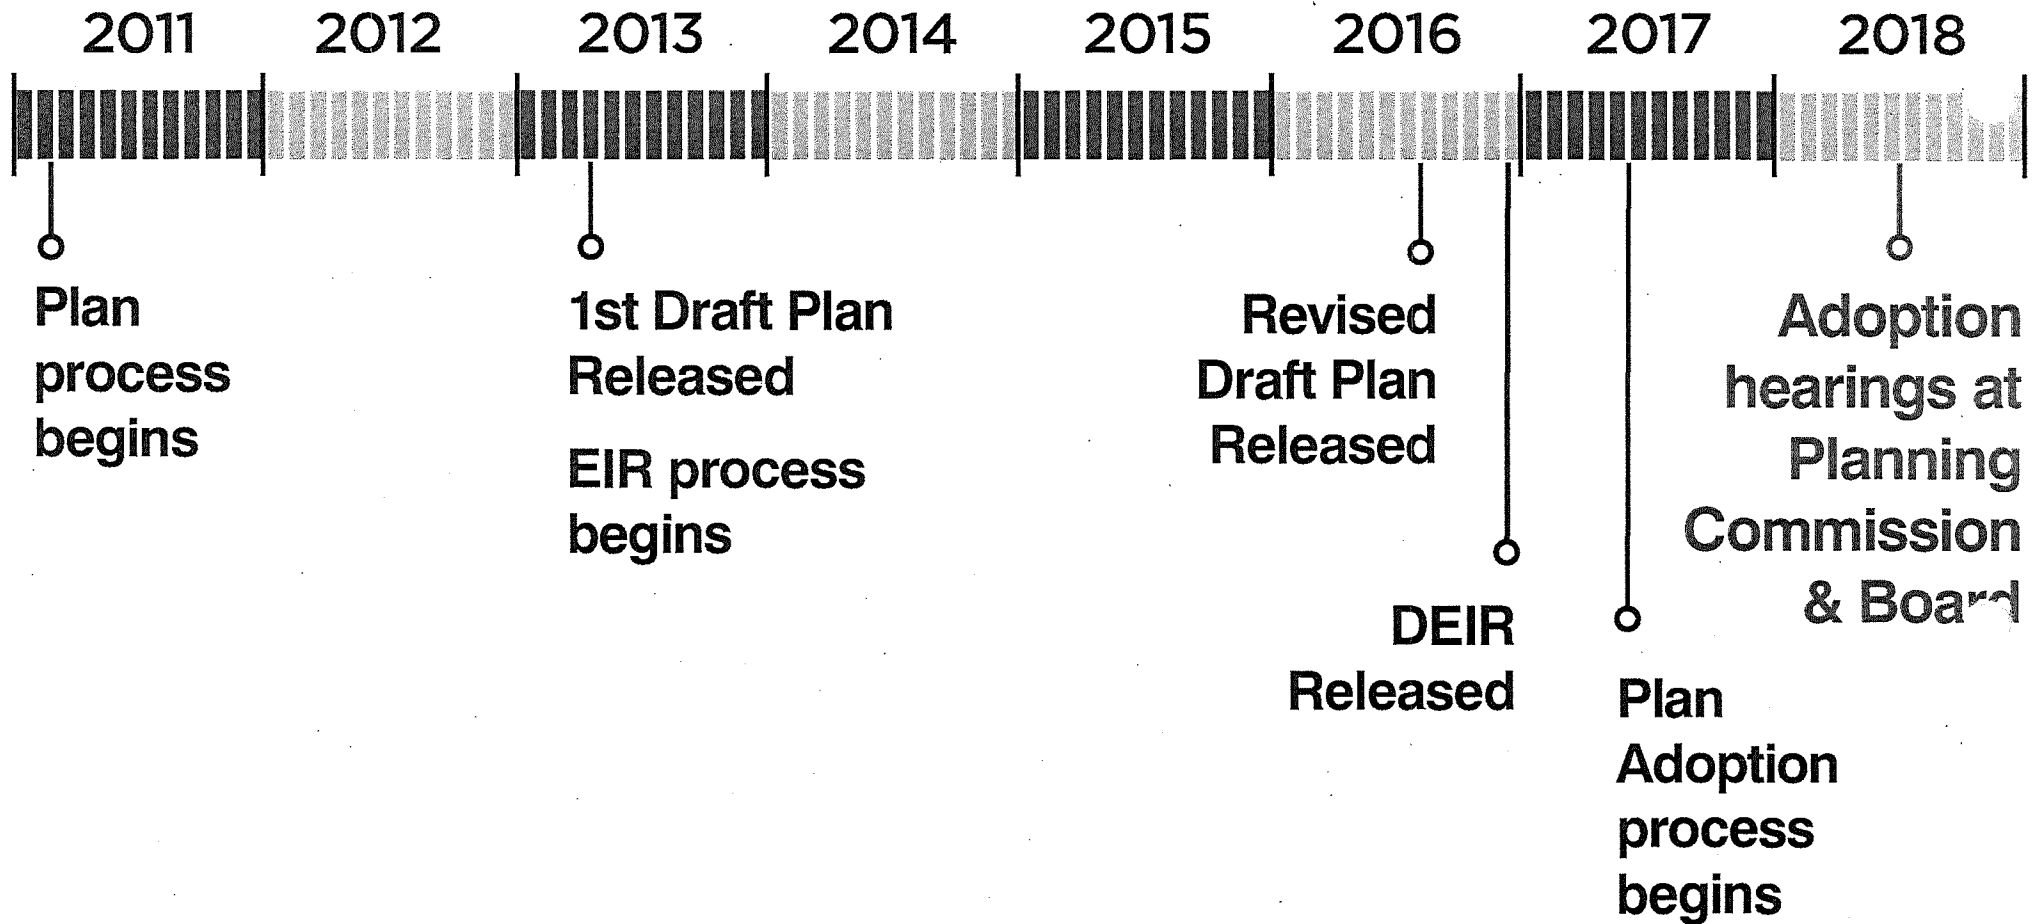 2011 2012 2013 2014 2015 2016 2017 2018
Plan
process
begins
1st Draft Plan
Released
EIR process
begins
Revised
Draft Plan
Released
DEIR
Released
Plan
Adoption
process
begins
Adoption
hearings at
Planning
Commission
& Board